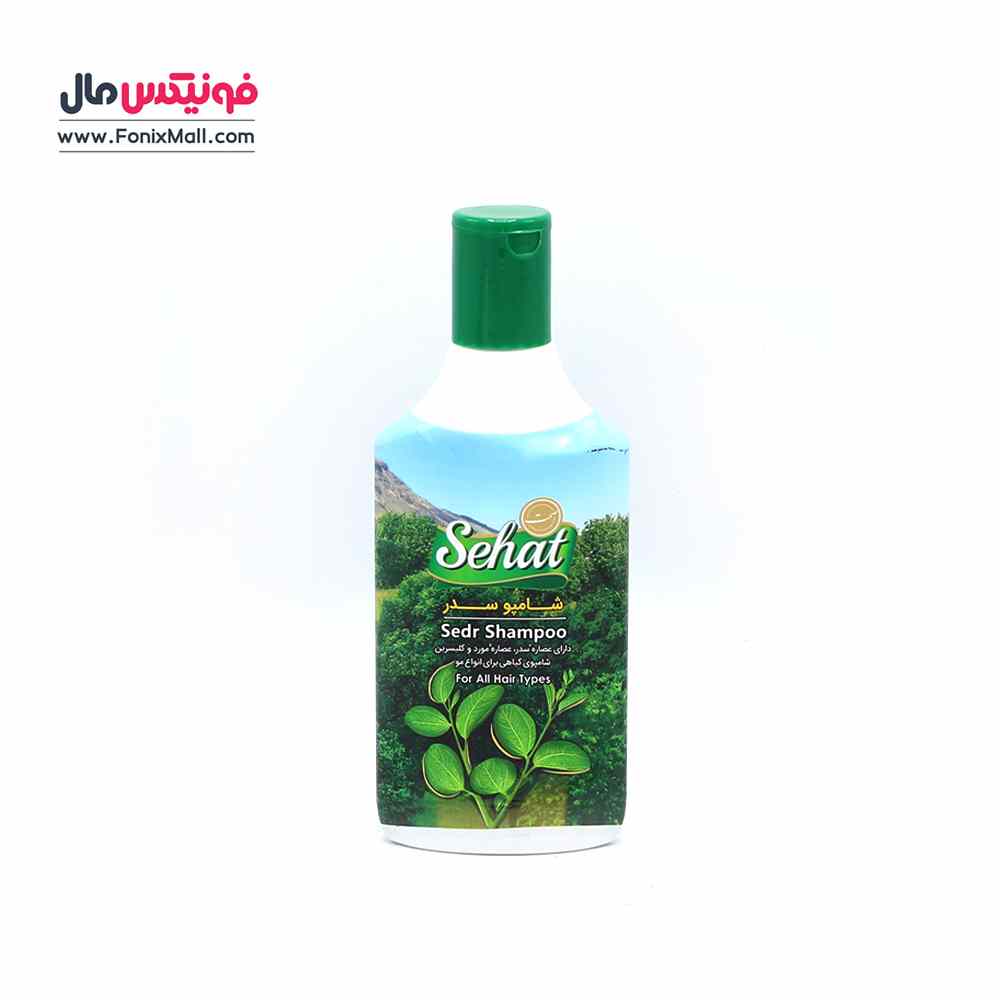 فونیکس مال
www.FonixMall.com
صحت
Sehat
شامپو سدر
Sedr Shampoo
دارای عصاره سدر، عصاره مورد و گلیسرین
شامپوی گیاهی برای انواع مو
For All Hair Types